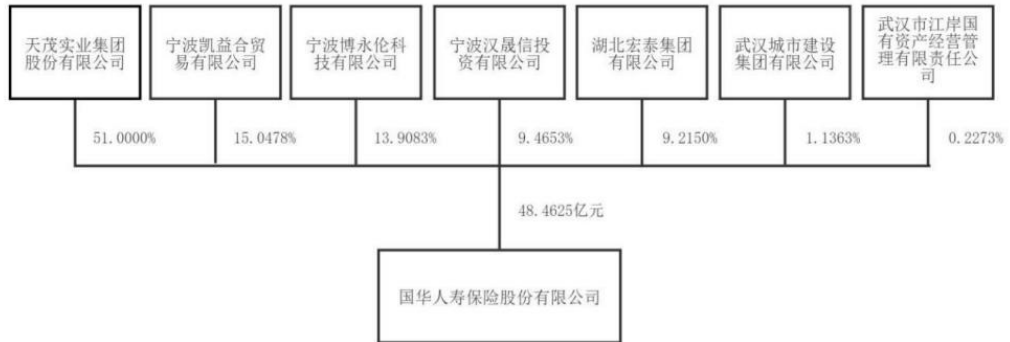 天茂实业集团
股份有限公司
宁波凯益合贸
易有限公司
宁波博永伦科
技有限公司
宁波汉晟信投
资有限公司
湖北宏泰集团
有限公司
武汉城市建设
集团有限公司
武汉市江岸国
有资产经营管
理有限责任公
司
51.0000%
15.0478%
13.9083%
9.4653%
9.2150%
1.1363%
0.2273%
48.4625亿元
国华人寿保险股份有限公司